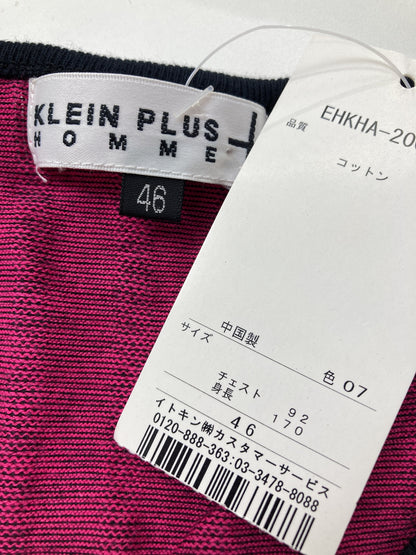 KLEIN PLUS
HOMME
46
EHKHA-200
品質
コットン
中国製
サイズ
色 07
チェスト 92
身長 170
46
イトキン㈱カスタマーサービス
0120-888-363:03-3478-8088